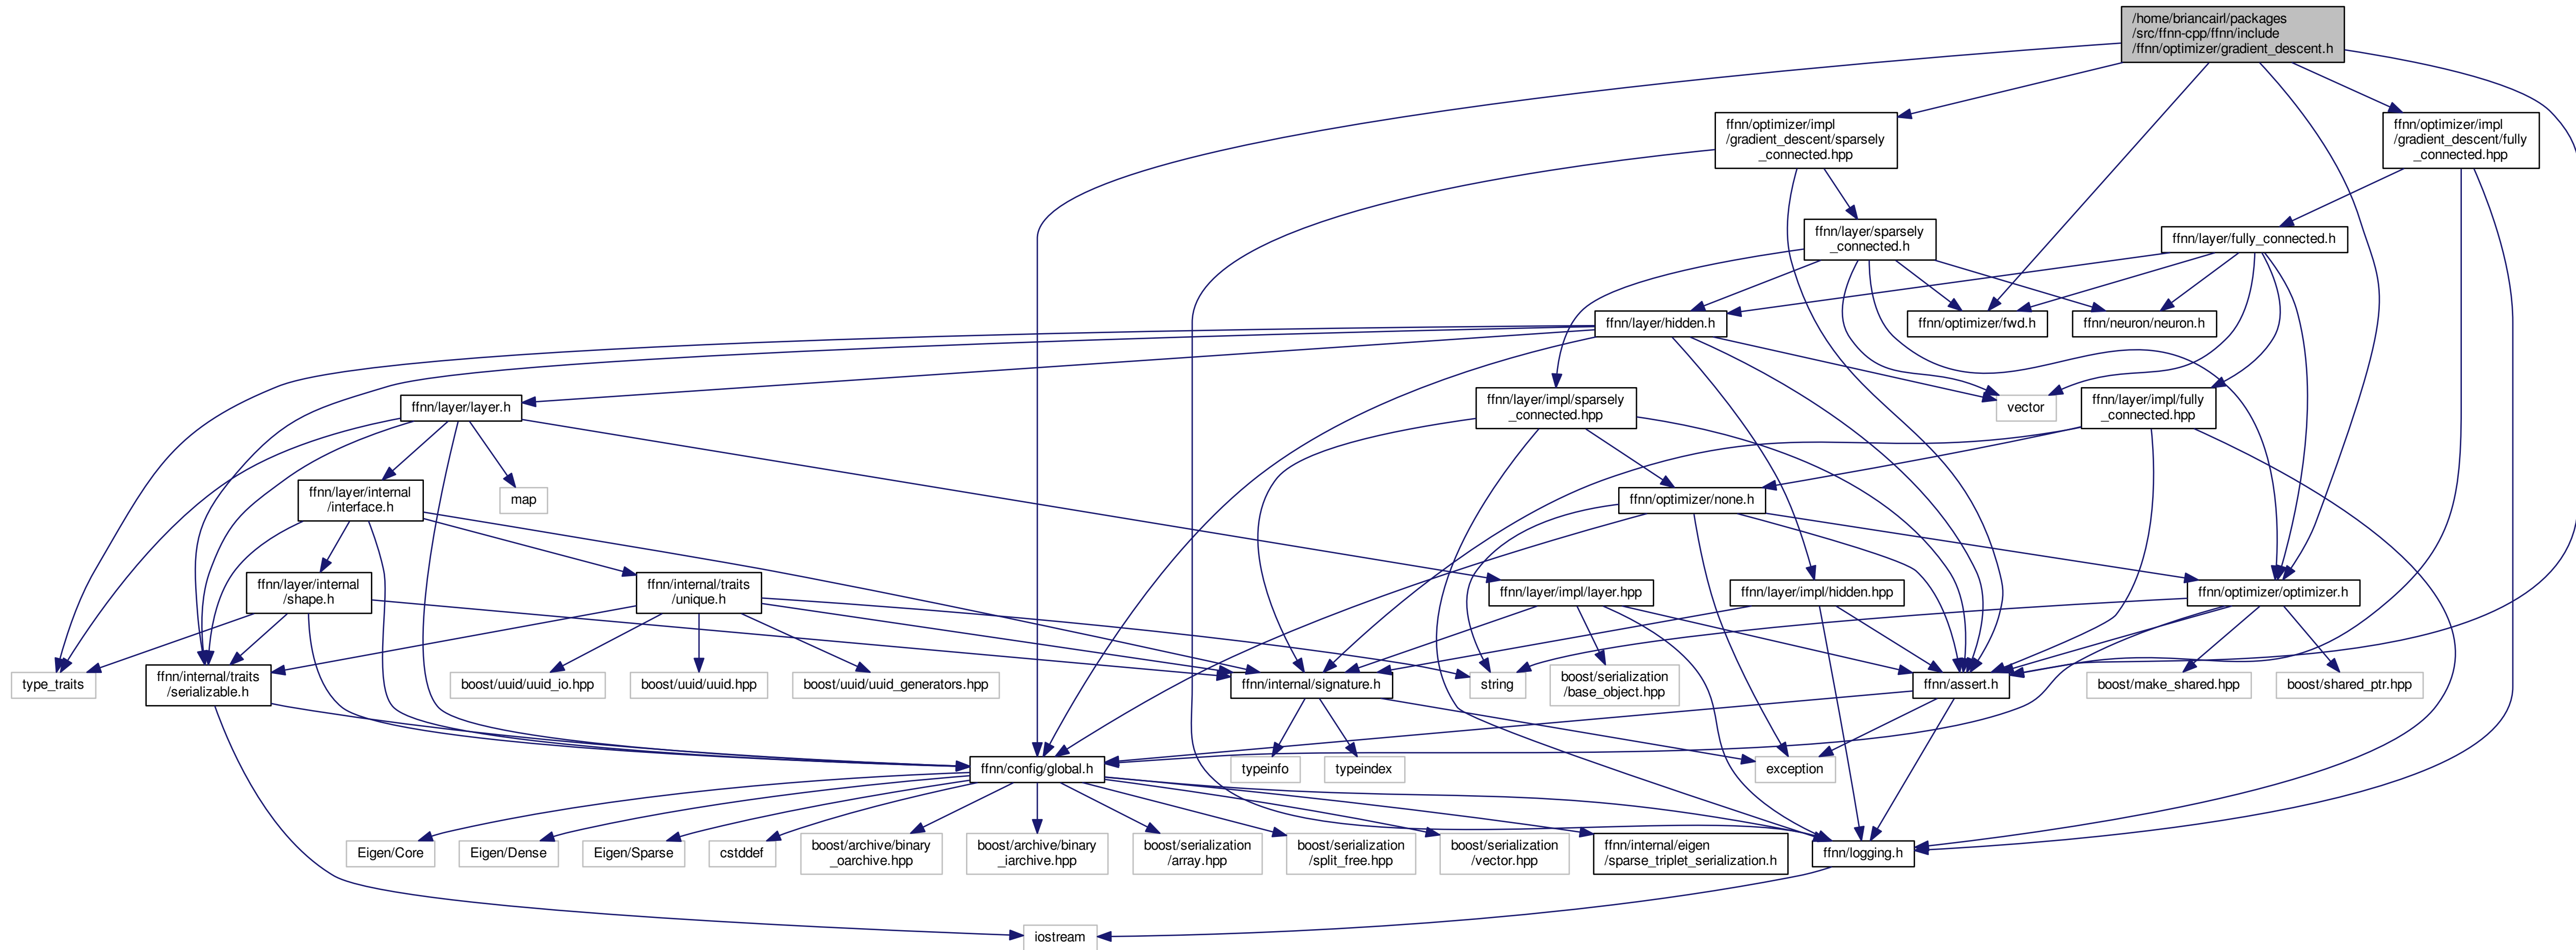 /home/briancairl/packages
/src/ffnn-cpp/ffnn/include
/ffnn/optimizer/gradient_descent.h
ffnn/optimizer/impl
/gradient_descent/sparsely
_connected.hpp
ffnn/optimizer/impl
/gradient_descent/fully
_connected.hpp
ffnn/layer/sparsely
_connected.h
ffnn/layer/fully_connected.h
ffnn/layer/hidden.h
ffnn/optimizer/fwd.h
ffnn/neuron/neuron.h
ffnn/layer/layer.h
ffnn/layer/impl/sparsely
_connected.hpp
vector
ffnn/layer/impl/fully
_connected.hpp
ffnn/layer/internal
/interface.h
map
ffnn/optimizer/none.h
ffnn/layer/internal
/shape.h
ffnn/internal/traits
/unique.h
ffnn/layer/impl/layer.hpp
ffnn/layer/impl/hidden.hpp
ffnn/optimizer/optimizer.h
type_traits
ffnn/internal/traits
/serializable.h
boost/uuid/uuid_io.hpp
boost/uuid/uuid.hpp
boost/uuid/uuid_generators.hpp
ffnn/internal/signature.h
string
boost/serialization
/base_object.hpp
ffnn/assert.h
boost/make_shared.hpp
boost/shared_ptr.hpp
ffnn/config/global.h
typeinfo
typeindex
exception
Eigen/Core
Eigen/Dense
Eigen/Sparse
cstddef
boost/archive/binary
_oarchive.hpp
boost/archive/binary
_iarchive.hpp
boost/serialization
/array.hpp
boost/serialization
/split_free.hpp
boost/serialization
/vector.hpp
ffnn/internal/eigen
/sparse_triplet_serialization.h
ffnn/logging.h
iostream